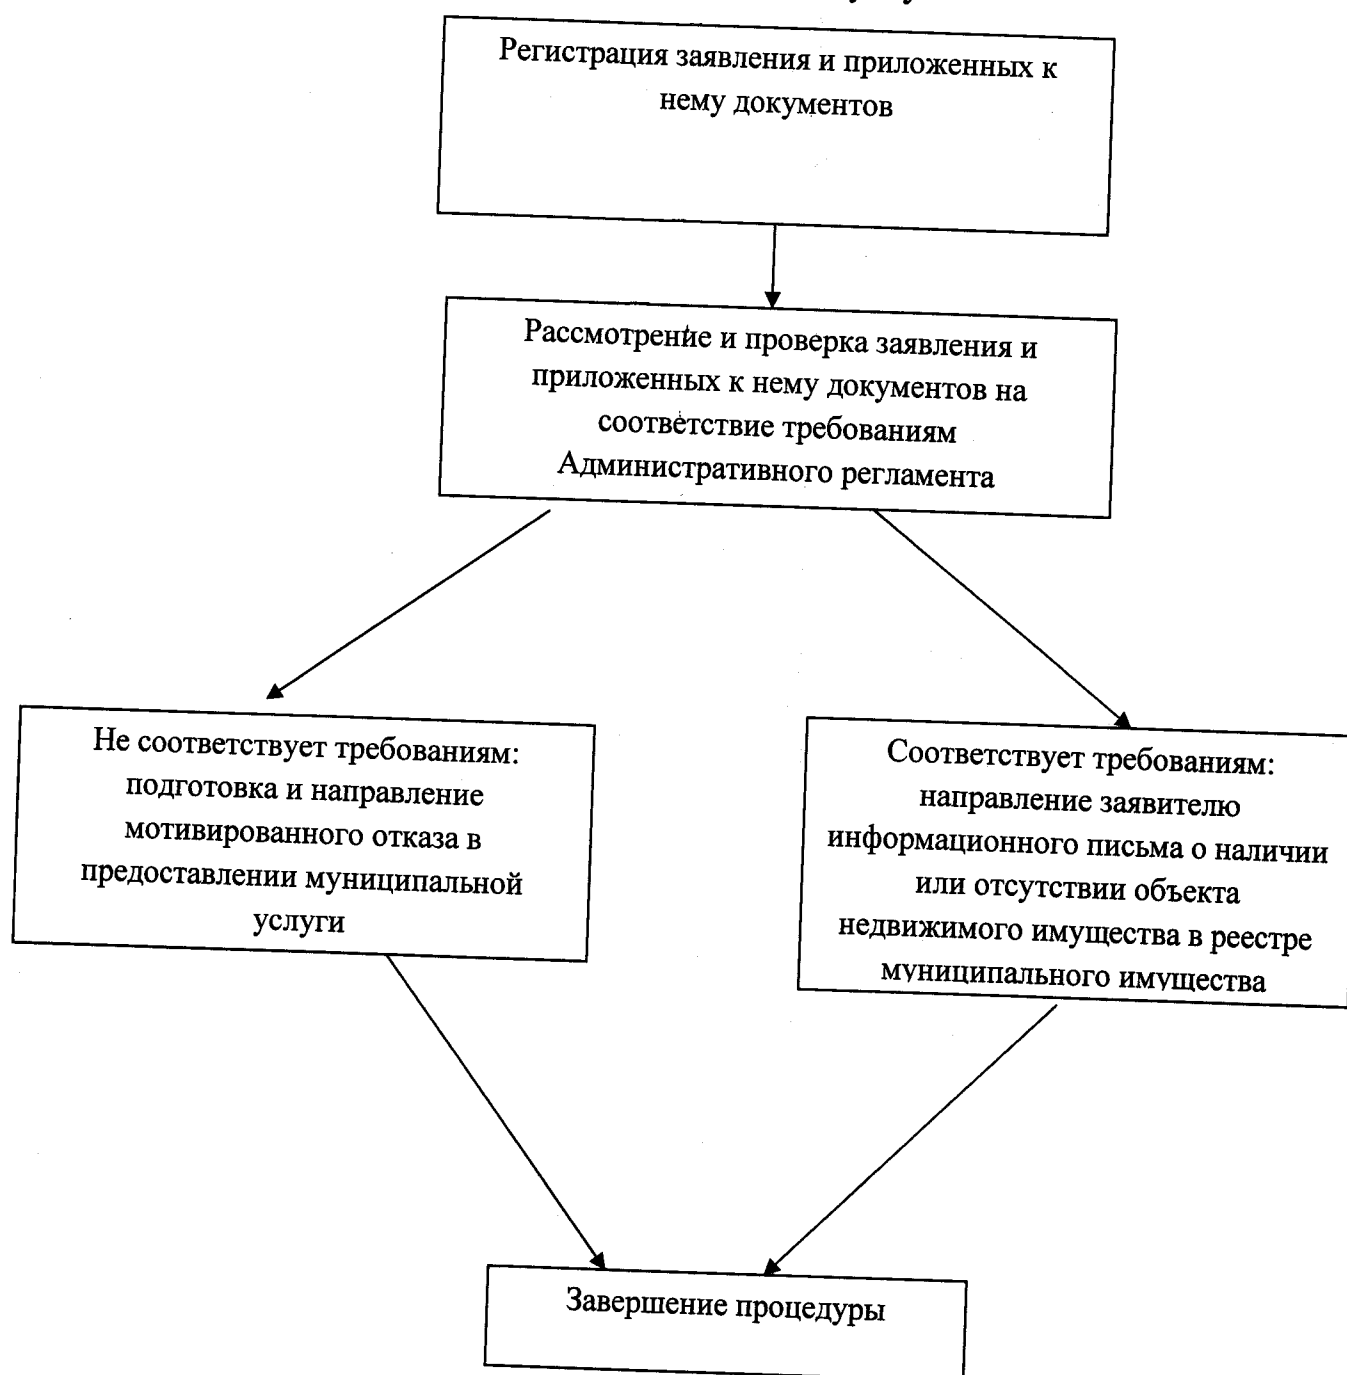 Регистрация заявления и приложенных к
нему документов
Рассмотрение и проверка заявления и
приложенных к нему документов на
соответствие требованиям
Административного регламента
Не соответствует требованиям:
подготовка и направление
мотивированного отказа в
предоставлении муниципальной
услуги
Соответствует требованиям:
направление заявителю
информационного письма о наличии
или отсутствии объекта
недвижимого имущества в реестре
муниципального имущества
Завершение процедуры